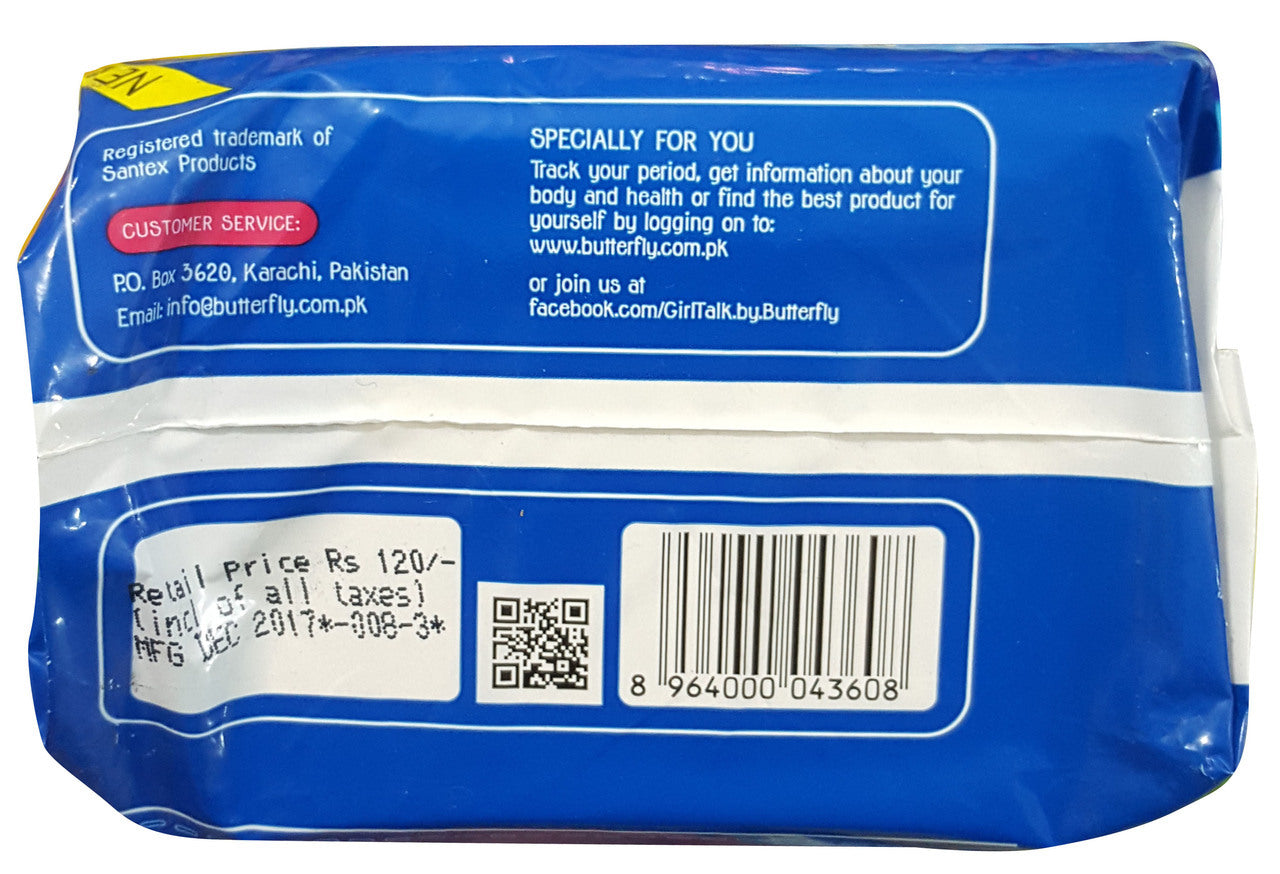 NEW
Registered trademark of
Santex Products
CUSTOMER SERVICE:
P.O. Box 3620, Karachi, Pakistan
Email: info@butterfly.com.pk
SPECIALLY FOR YOU
Track your period, get information about your
body and health or find the best product for
yourself by logging on to:
www.butterfly.com.pk
or join us at
facebook.com/GirlTalk.by.Butterfly
Retail Price Rs 120/-
(incl of all taxes)
MFG DEC 2017*-008-3*
8 964000 043608